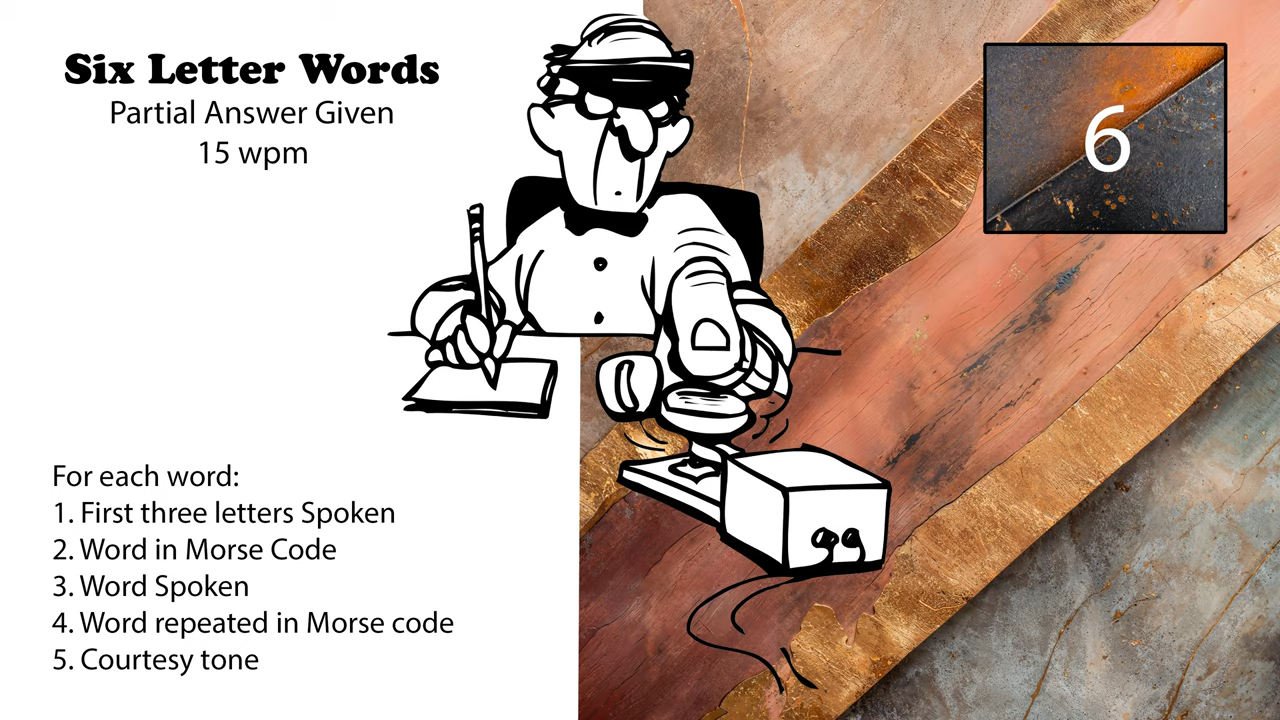 Six Letter Words
Partial Answer Given
15 wpm
6
For each word:
1. First three letters Spoken
2. Word in Morse Code
3. Word Spoken
4. Word repeated in Morse code
5. Courtesy tone